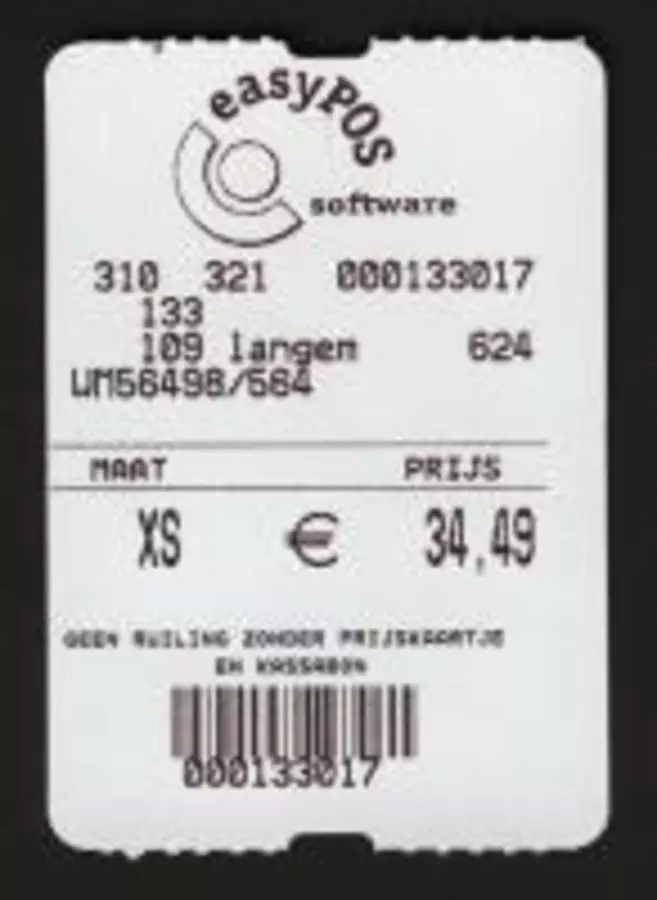 easyPOS
software
310 321 000133017
133
109 langem 624
WM56498/564
MAAT PRIJS
XS € 34,49
GEEN RUILING ZONDER PRIJSKAARTJE
EN KASSABON
000133017